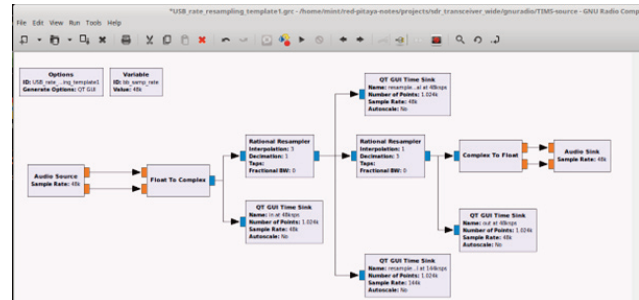 *USB_rate_resampling_template1.grc - /home/mint/red-pitaya-notes/projects/sdr_transceiver_wide/gnuradio/TIMS-source - GNU Radio Comp
File Edit View Run Tools Help
Options
ID: USB_rate_...ing_template1
Generate Options: QT GUI
Variable
ID: bb_samp_rate
Value: 48k
QT GUI Time Sink
Name: resample...al at 48ksps
Number of Points: 1.024k
Sample Rate: 48k
Autoscale: No
Rational Resampler
Interpolation: 3
Decimation: 1
Taps:
Fractional BW: 0
Rational Resampler
Interpolation: 1
Decimation: 3
Taps:
Fractional BW: 0
Complex To Float
Audio Sink
Sample Rate: 48k
Audio Source
Sample Rate: 48k
Float To Complex
QT GUI Time Sink
Name: in at 48ksps
Number of Points: 1.024k
Sample Rate: 48k
Autoscale: No
QT GUI Time Sink
Name: out at 48ksps
Number of Points: 1.024k
Sample Rate: 48k
Autoscale: No
QT GUI Time Sink
Name: resample...l at 144ksps
Number of Points: 1.024k
Sample Rate: 144k
Autoscale: No